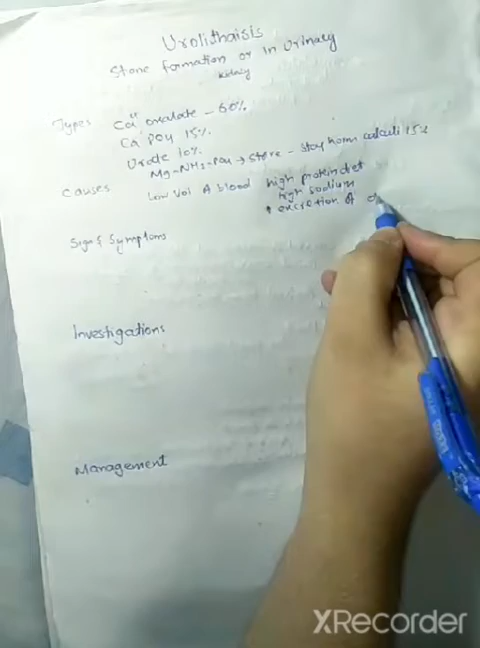 Urolithaisis
Stone formation or in Urinary
Kidney
Types Ca⁺⁺ oxalate - 60%
Ca PO4 15%
Urate 10%
Mg-NH3-PO4 → Store - Stag horn calculi 15%
Causes Low vol of blood high protein diet
high sodium
↑ excretion of
Sign & Symptoms
Investigations
Management
XRecorder